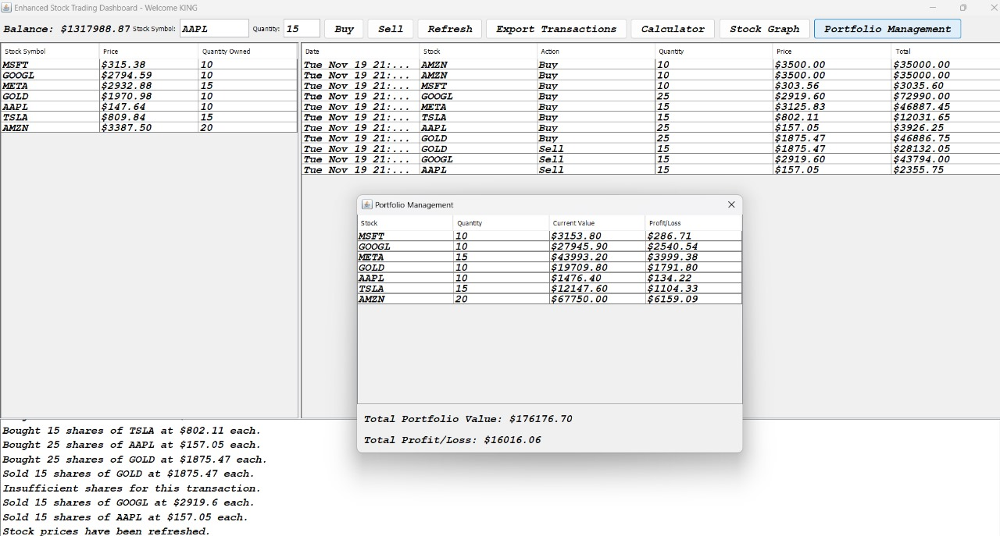 Enhanced Stock Trading Dashboard - Welcome KING
Balance: $1317988.87 Stock Symbol: AAPL Quantity: 15 Buy Sell Refresh Export Transactions Calculator Stock Graph Portfolio Management
Stock Symbol Price Quantity Owned
MSFT $315.38 10
GOOGL $2794.59 10
META $2932.88 15
GOLD $1970.98 10
AAPL $147.64 10
TSLA $809.84 15
AMZN $3387.50 20
Date Stock Action Quantity Price Total
Tue Nov 19 21:... AMZN Buy 10 $3500.00 $35000.00
Tue Nov 19 21:... AMZN Buy 10 $3500.00 $35000.00
Tue Nov 19 21:... MSFT Buy 10 $303.56 $3035.60
Tue Nov 19 21:... GOOGL Buy 25 $2919.60 $72990.00
Tue Nov 19 21:... META Buy 15 $3125.83 $46887.45
Tue Nov 19 21:... TSLA Buy 15 $802.11 $12031.65
Tue Nov 19 21:... AAPL Buy 25 $157.05 $3926.25
Tue Nov 19 21:... GOLD Buy 25 $1875.47 $46886.75
Tue Nov 19 21:... GOLD Sell 15 $1875.47 $28132.05
Tue Nov 19 21:... GOOGL Sell 15 $2919.60 $43794.00
Tue Nov 19 21:... AAPL Sell 15 $157.05 $2355.75
Portfolio Management
Stock Quantity Current Value Profit/Loss
MSFT 10 $3153.80 $286.71
GOOGL 10 $27945.90 $2540.54
META 15 $43993.20 $3999.38
GOLD 10 $19709.80 $1791.80
AAPL 10 $1476.40 $134.22
TSLA 15 $12147.60 $1104.33
AMZN 20 $67750.00 $6159.09
Total Portfolio Value: $176176.70
Total Profit/Loss: $16016.06
Bought 15 shares of TSLA at $802.11 each.
Bought 25 shares of AAPL at $157.05 each.
Bought 25 shares of GOLD at $1875.47 each.
Sold 15 shares of GOLD at $1875.47 each.
Insufficient shares for this transaction.
Sold 15 shares of GOOGL at $2919.6 each.
Sold 15 shares of AAPL at $157.05 each.
Stock prices have been refreshed.